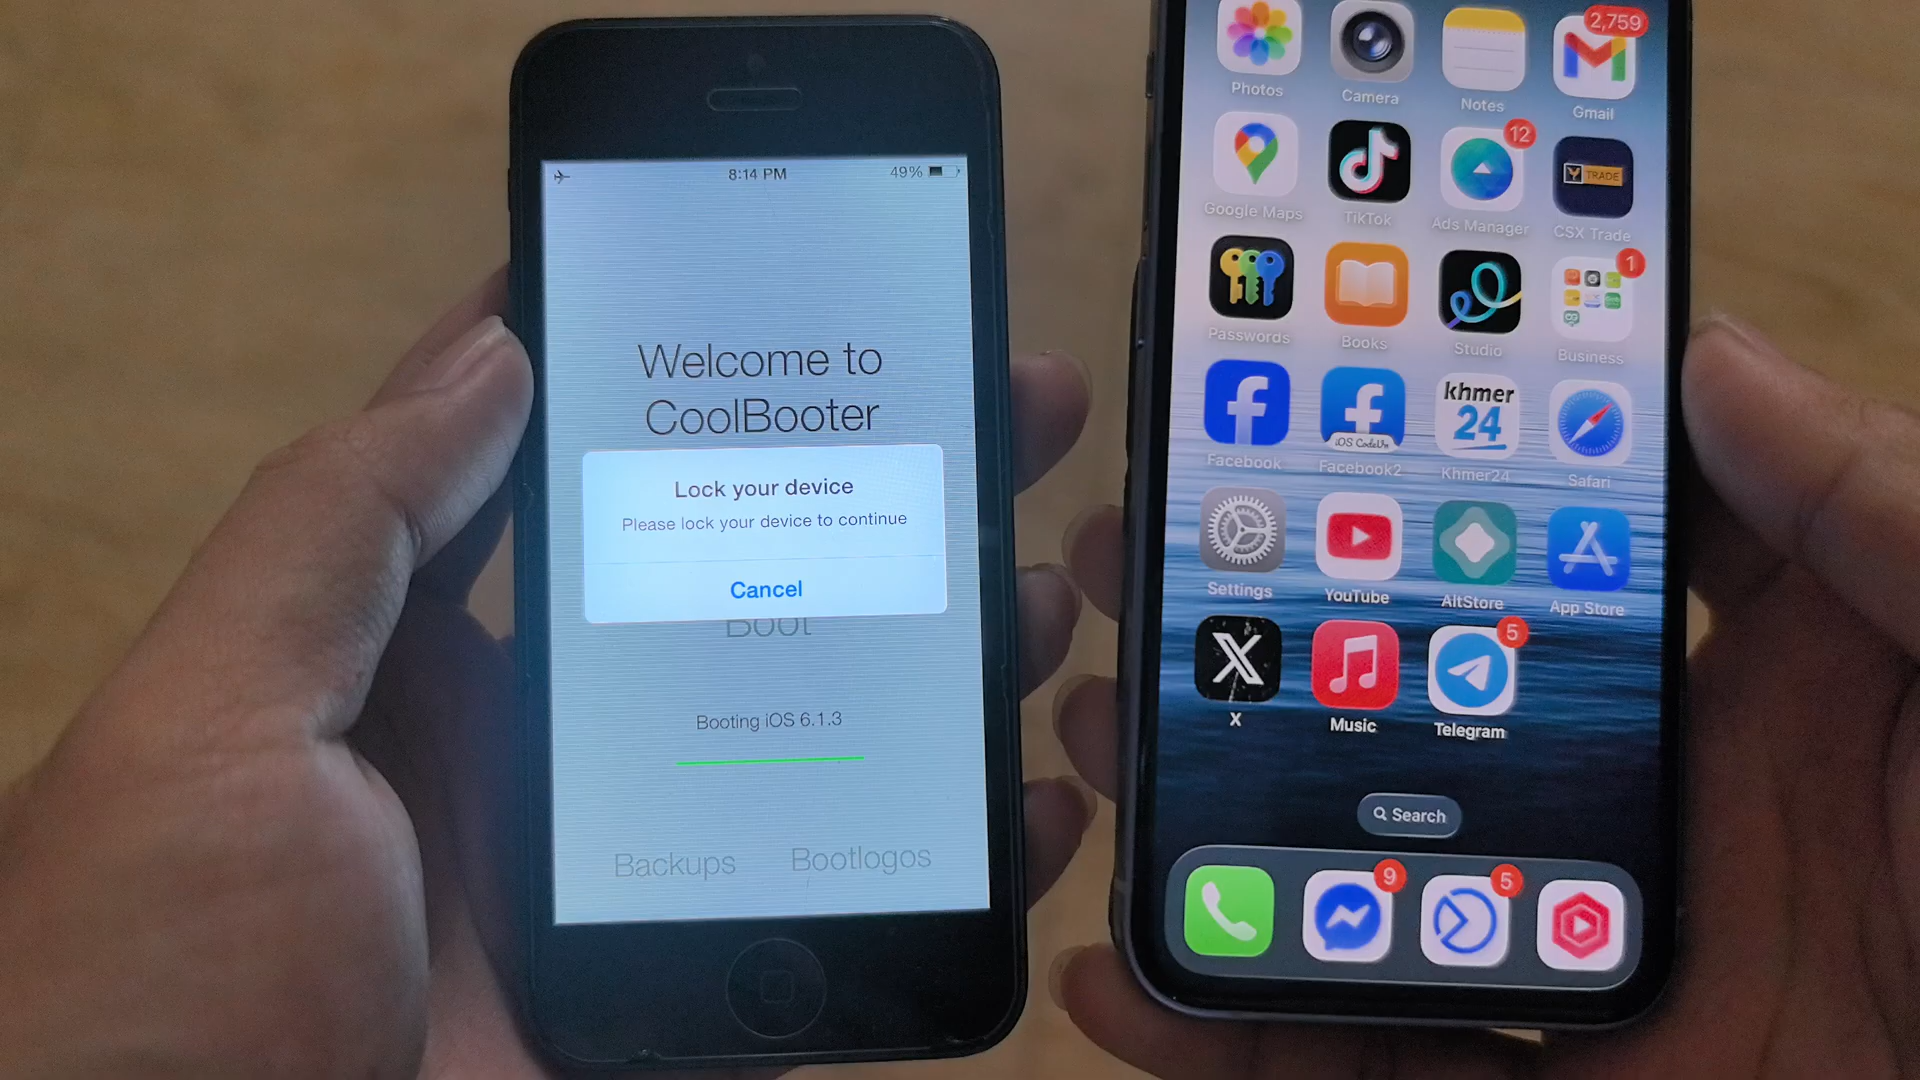 8:14 PM
49%
Welcome to
CoolBooter
Lock your device
Please lock your device to continue
Cancel
Boot
Booting iOS 6.1.3
Backups
Bootlogos
2,759
Photos
Camera
Notes
Gmail
12
TRADE
Google Maps
TikTok
Ads Manager
CSX Trade
1
Passwords
Books
Studio
Business
khmer
24
iOS CodeVn
Facebook
Facebook2
Khmer24
Safari
Settings
YouTube
AltStore
App Store
5
X
Music
Telegram
Search
9
5